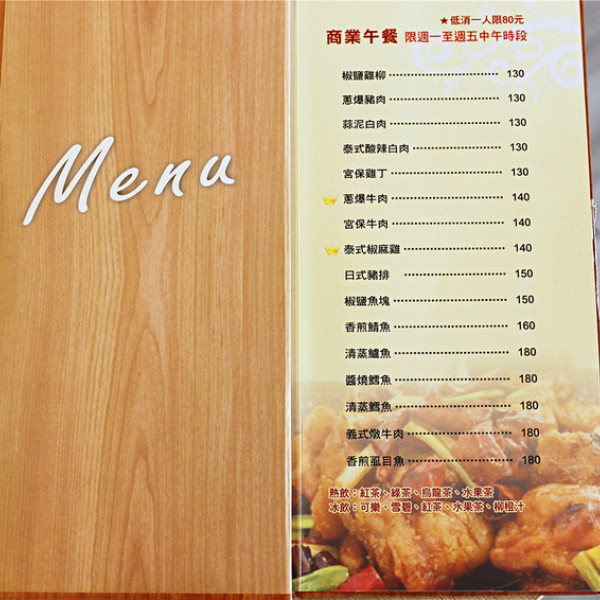 Menu
★低消一人限80元
商業午餐 限週一至週五中午時段
椒鹽雞柳 130
蔥爆豬肉 130
蒜泥白肉 130
泰式酸辣白肉 130
宮保雞丁 130
蔥爆牛肉 140
宮保牛肉 140
泰式椒麻雞 140
日式豬排 150
椒鹽魚塊 150
香煎鯖魚 160
清蒸鱸魚 180
醬燒鱈魚 180
清蒸鱈魚 180
義式燉牛肉 180
香煎虱目魚 180
熱飲：紅茶、綠茶、烏龍茶、水果茶
冰飲：可樂、雪碧、紅茶、水果茶、柳橙汁